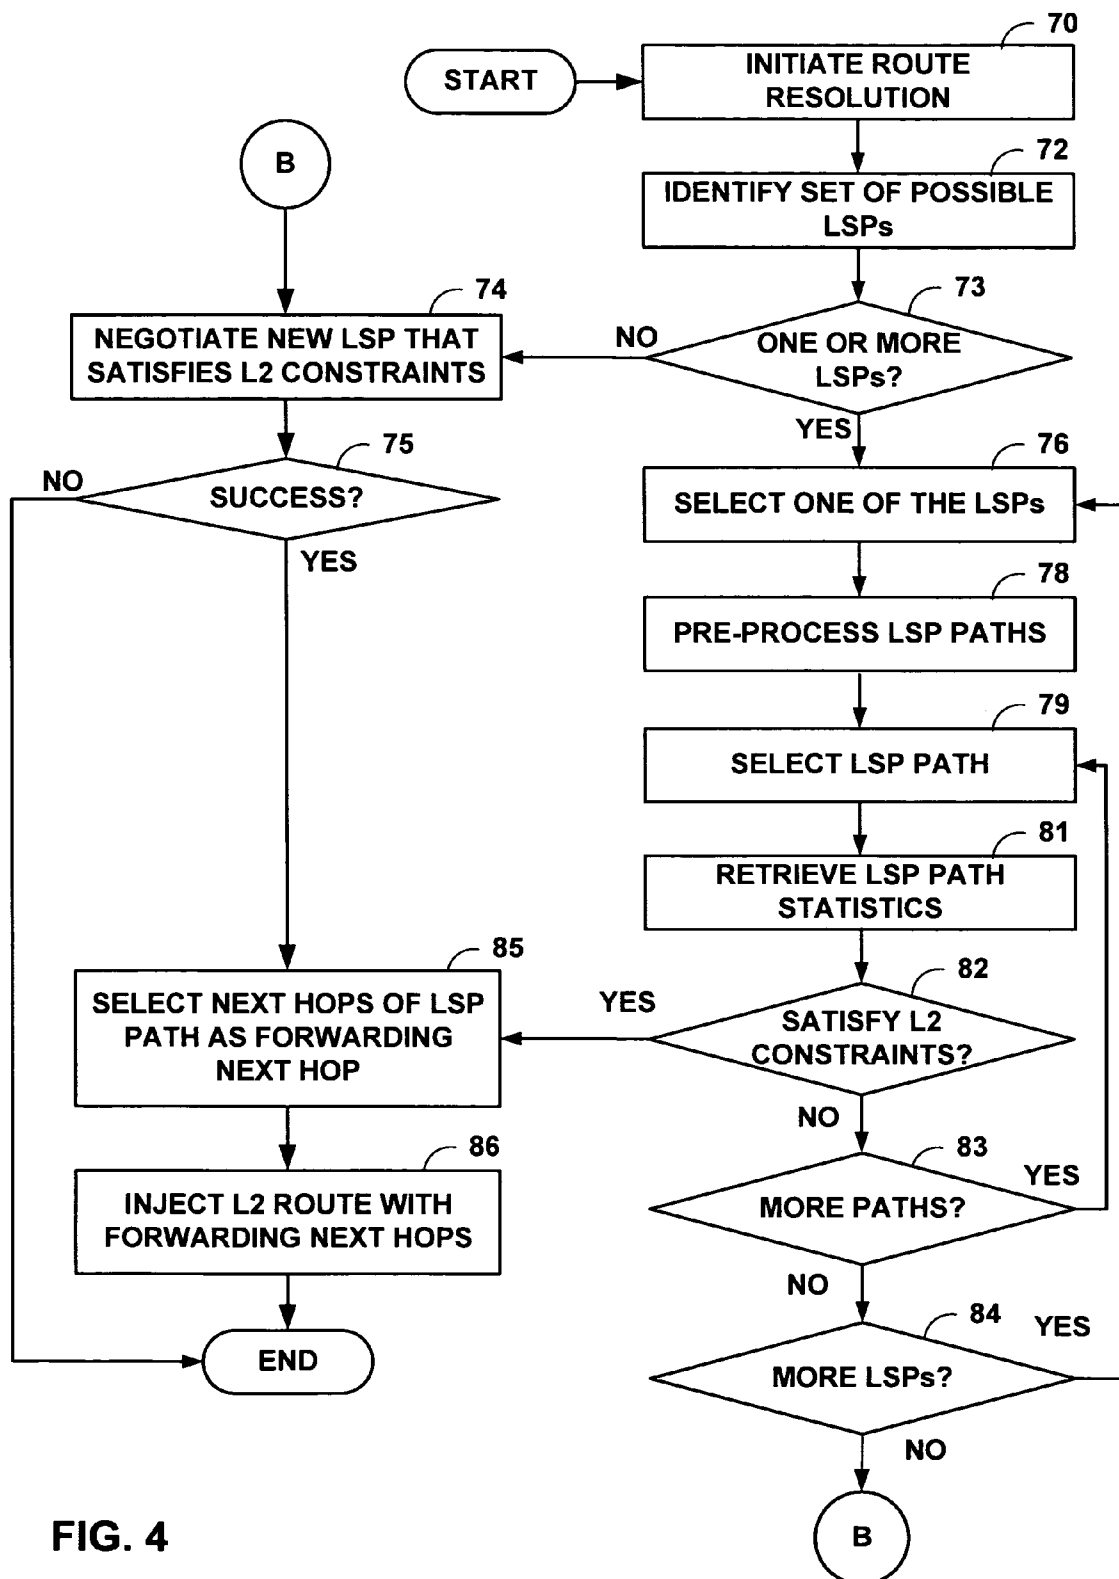 70
START
INITIATE ROUTE
RESOLUTION
B
72
IDENTIFY SET OF POSSIBLE
LSPs
74
73
NEGOTIATE NEW LSP THAT
SATISFIES L2 CONSTRAINTS
NO
ONE OR MORE
LSPs?
YES
75
NO
SUCCESS?
YES
76
SELECT ONE OF THE LSPs
78
PRE-PROCESS LSP PATHS
79
SELECT LSP PATH
81
RETRIEVE LSP PATH
STATISTICS
85
SELECT NEXT HOPS OF LSP
PATH AS FORWARDING
NEXT HOP
YES
82
SATISFY L2
CONSTRAINTS?
NO
86
INJECT L2 ROUTE WITH
FORWARDING NEXT HOPS
83
YES
MORE PATHS?
NO
END
84
YES
MORE LSPs?
NO
B
FIG. 4